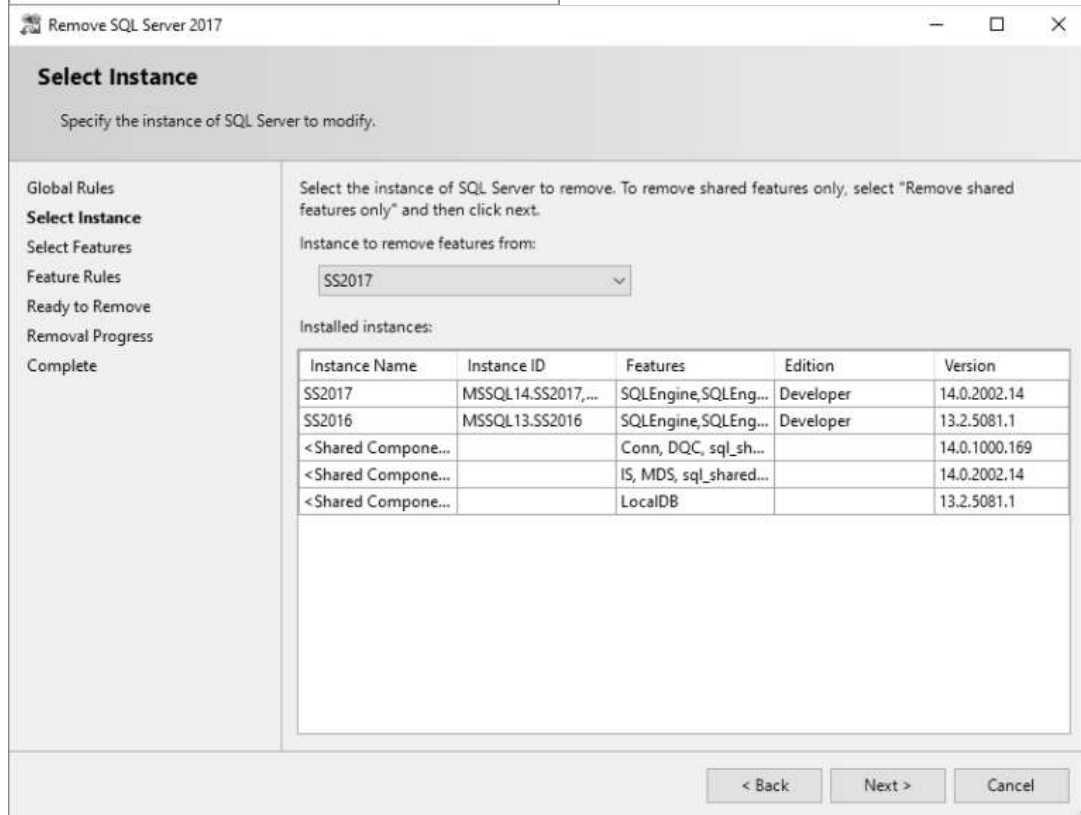 Remove SQL Server 2017
Select Instance
Specify the instance of SQL Server to modify.
Global Rules
Select Instance
Select Features
Feature Rules
Ready to Remove
Removal Progress
Complete
Select the instance of SQL Server to remove. To remove shared features only, select "Remove shared
features only" and then click next.
Instance to remove features from:
SS2017
Installed instances:
Instance Name Instance ID Features Edition Version
SS2017 MSSQL14.SS2017,... SQLEngine,SQLEng... Developer 14.0.2002.14
SS2016 MSSQL13.SS2016 SQLEngine,SQLEng... Developer 13.2.5081.1
<Shared Compone... Conn, DQC, sql_sh... 14.0.1000.169
<Shared Compone... IS, MDS, sql_shared... 14.0.2002.14
<Shared Compone... LocalDB 13.2.5081.1
< Back Next > Cancel